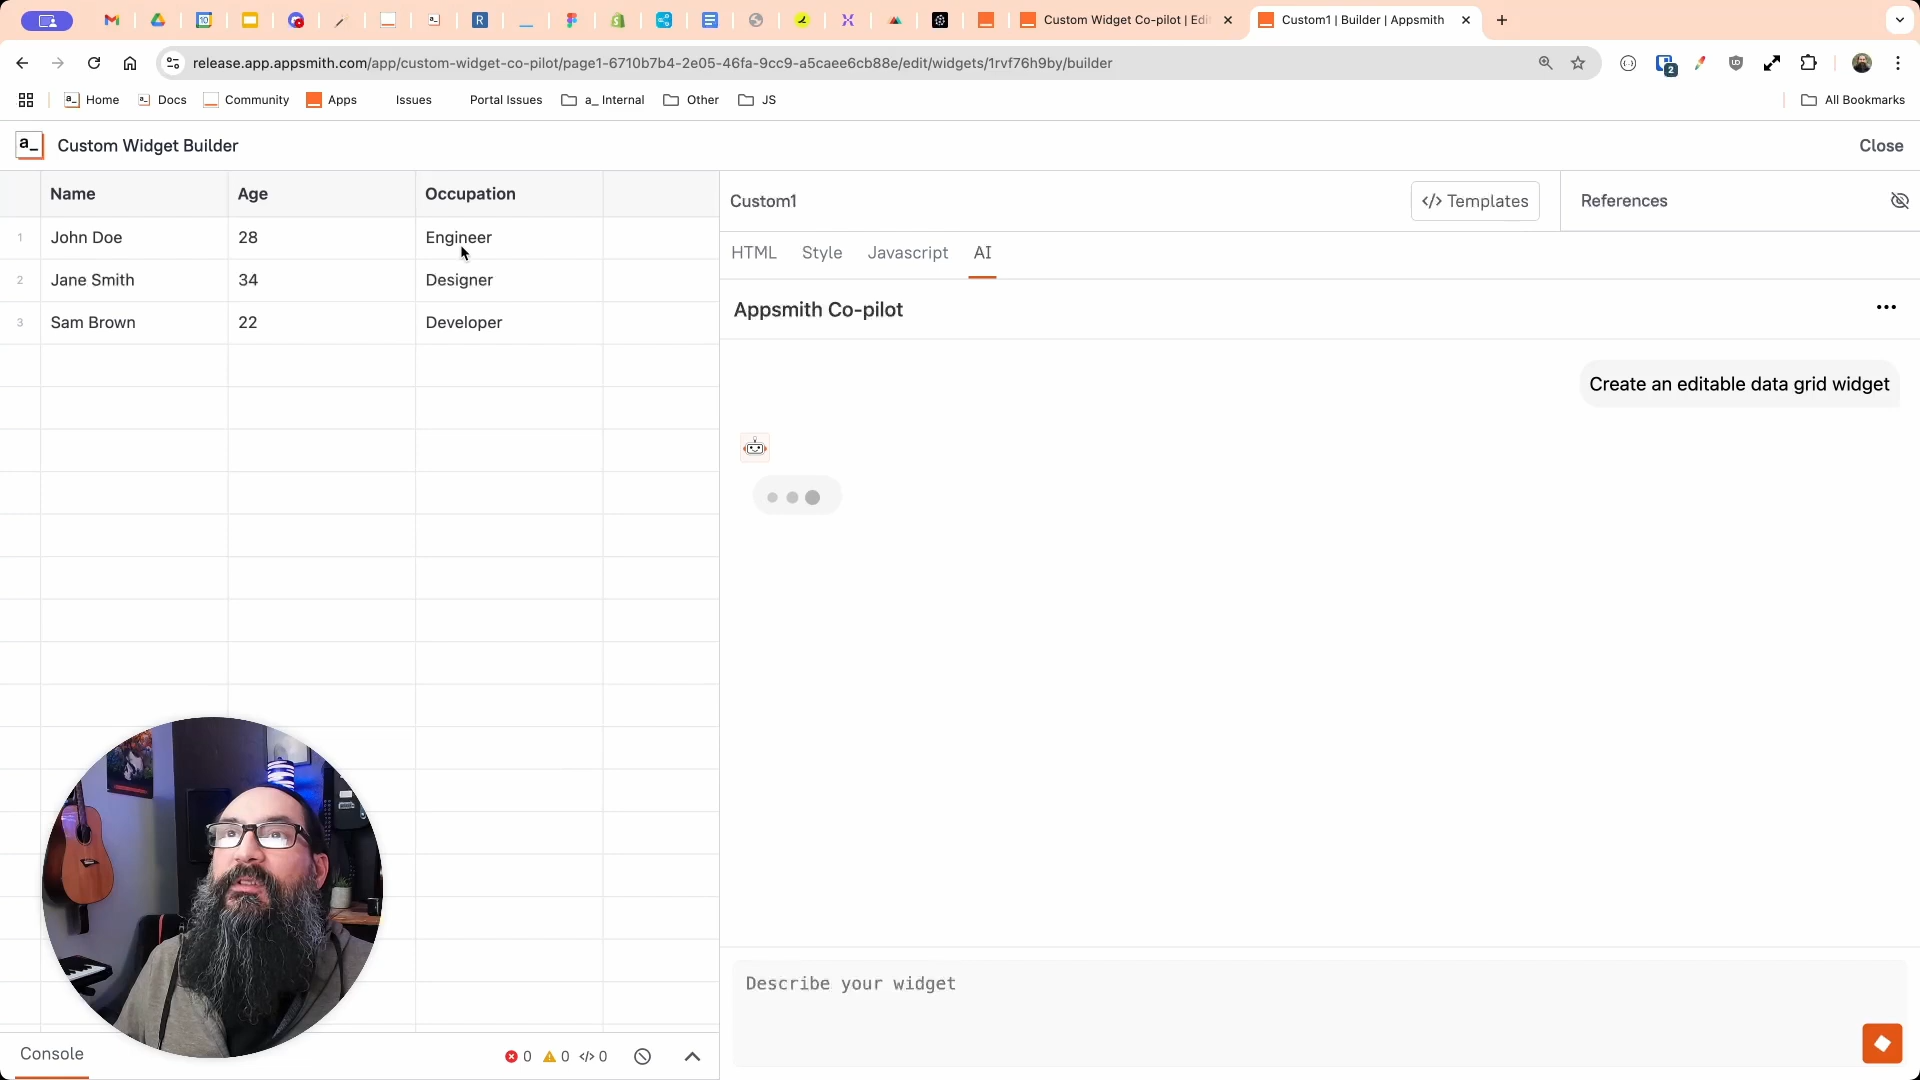 Custom Widget Co-pilot | Edi
Custom1 | Builder | Appsmith
release.app.appsmith.com/app/custom-widget-co-pilot/page1-6710b7b4-2e05-46fa-9cc9-a5caee6cb88e/edit/widgets/1rvf76h9by/builder
2
Home
Docs
Community
Apps
Issues
Portal Issues
a_ Internal
Other
JS
All Bookmarks
a_
Custom Widget Builder
Close
Name Age Occupation
1 John Doe 28 Engineer
2 Jane Smith 34 Designer
3 Sam Brown 22 Developer
Custom1
</> Templates
References
HTML Style Javascript AI
Appsmith Co-pilot
Create an editable data grid widget
Describe your widget
Console
0 0 </> 0